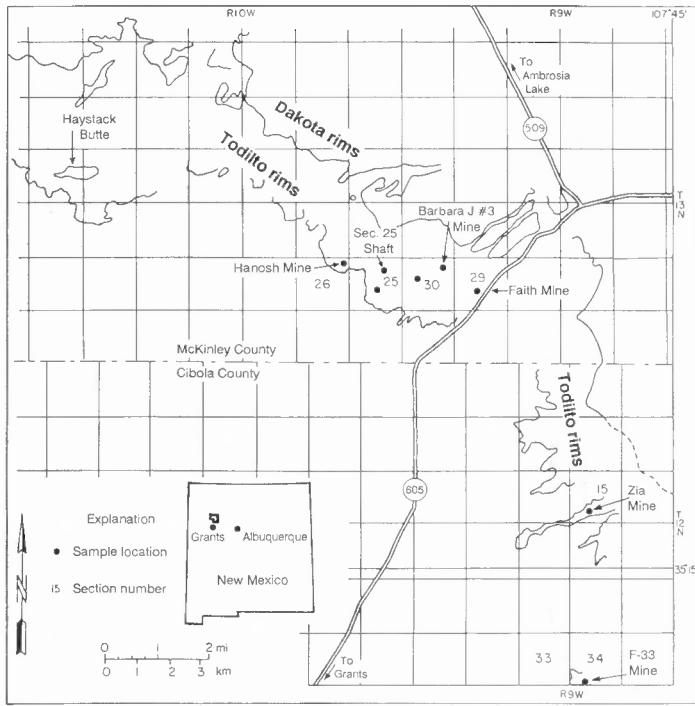 R10W
R9W
107°45'
To
Ambrosia
Lake
Haystack
Butte
509
Dakota rims
Todilto rims
T
13
N
Barbara J #3
Mine
Sec. 25
Shaft
Hanosh Mine
26
25
30
29
Faith Mine
McKinley County
Cibola County
Todilto rims
605
15
Zia
Mine
T
12
N
Explanation
Sample location
15 Section number
Grants
Albuquerque
New Mexico
35°15
N
0 1 2 mi
0 1 2 3 km
To
Grants
33
34
F-33
Mine
R9W